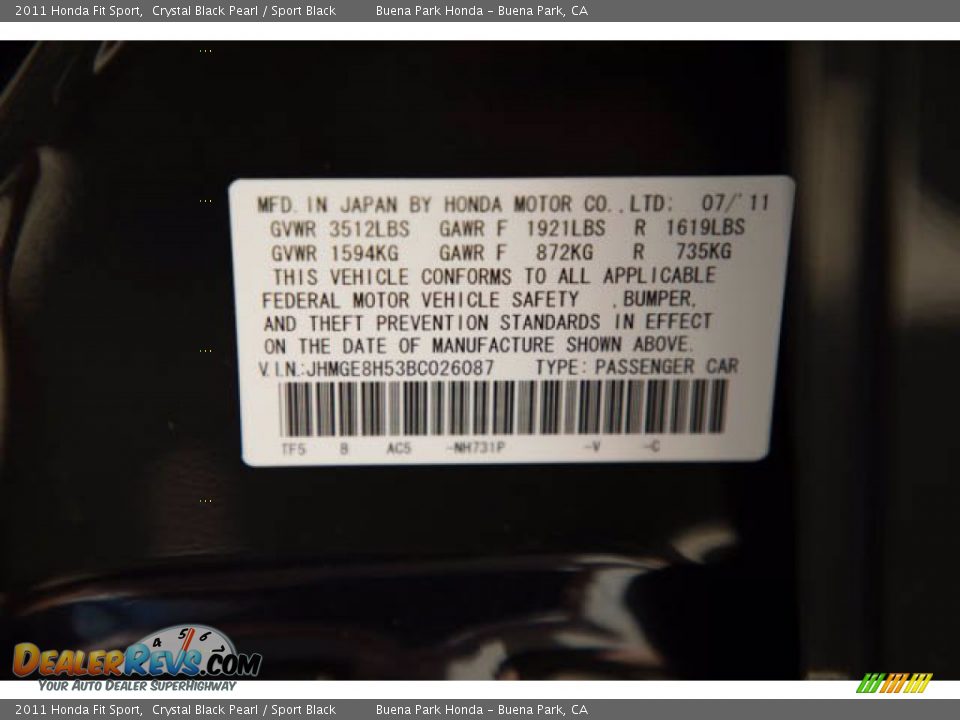 2011 Honda Fit Sport, Crystal Black Pearl / Sport Black Buena Park Honda - Buena Park, CA
MFD. IN JAPAN BY HONDA MOTOR CO., LTD: 07/'11
GVWR 3512LBS GAWR F 1921LBS R 1619LBS
GVWR 1594KG GAWR F 872KG R 735KG
THIS VEHICLE CONFORMS TO ALL APPLICABLE
FEDERAL MOTOR VEHICLE SAFETY , BUMPER,
AND THEFT PREVENTION STANDARDS IN EFFECT
ON THE DATE OF MANUFACTURE SHOWN ABOVE.
V.I.N.:JHMGE8H53BC026087 TYPE: PASSENGER CAR
TF5 B AC5 -NH731P -V -C
4 5 6
DEALERREVS.COM
YOUR AUTO DEALER SUPERHIGHWAY
2011 Honda Fit Sport, Crystal Black Pearl / Sport Black Buena Park Honda - Buena Park, CA